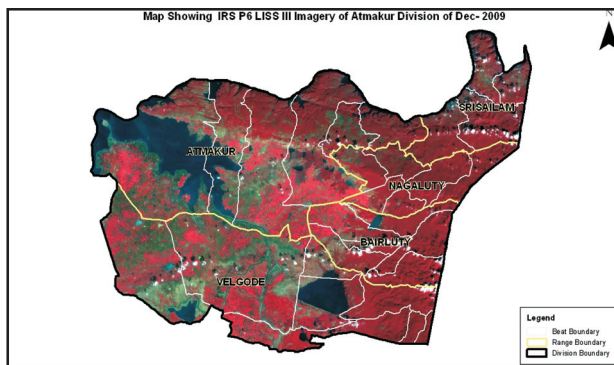 Map Showing IRS P6 LISS III Imagery of Atmakur Division of Dec- 2009
N
SRISAILAM
ATMAKUR
NAGALUTY
BAIRLUTY
VELGODE
Legend
Beat Boundary
Range Boundary
Division Boundary